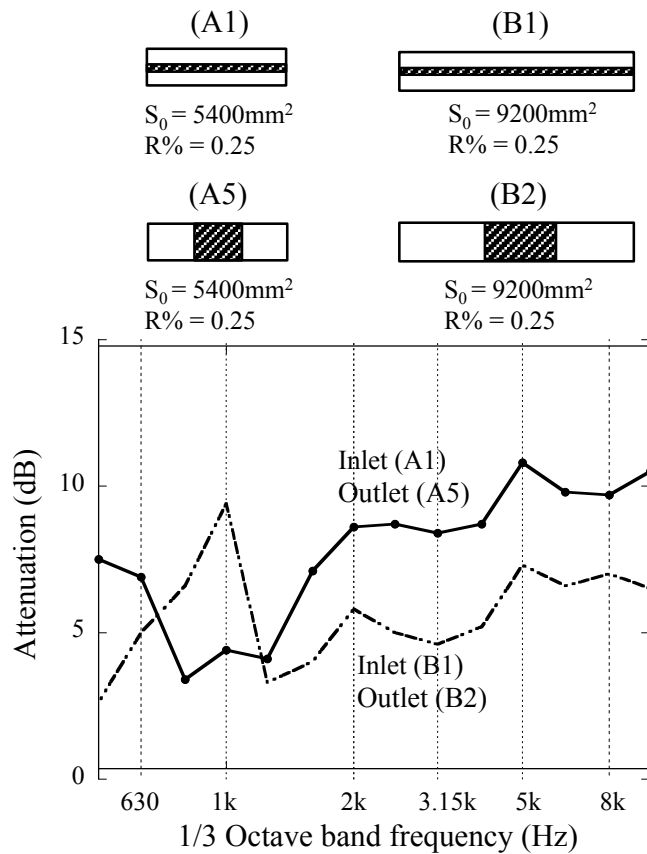 (A1)
S₀ = 5400mm²
R% = 0.25
(B1)
S₀ = 9200mm²
R% = 0.25
(A5)
S₀ = 5400mm²
R% = 0.25
(B2)
S₀ = 9200mm²
R% = 0.25
15
10
5
0
Attenuation (dB)
Inlet (A1)
Outlet (A5)
Inlet (B1)
Outlet (B2)
630 1k 2k 3.15k 5k 8k
1/3 Octave band frequency (Hz)